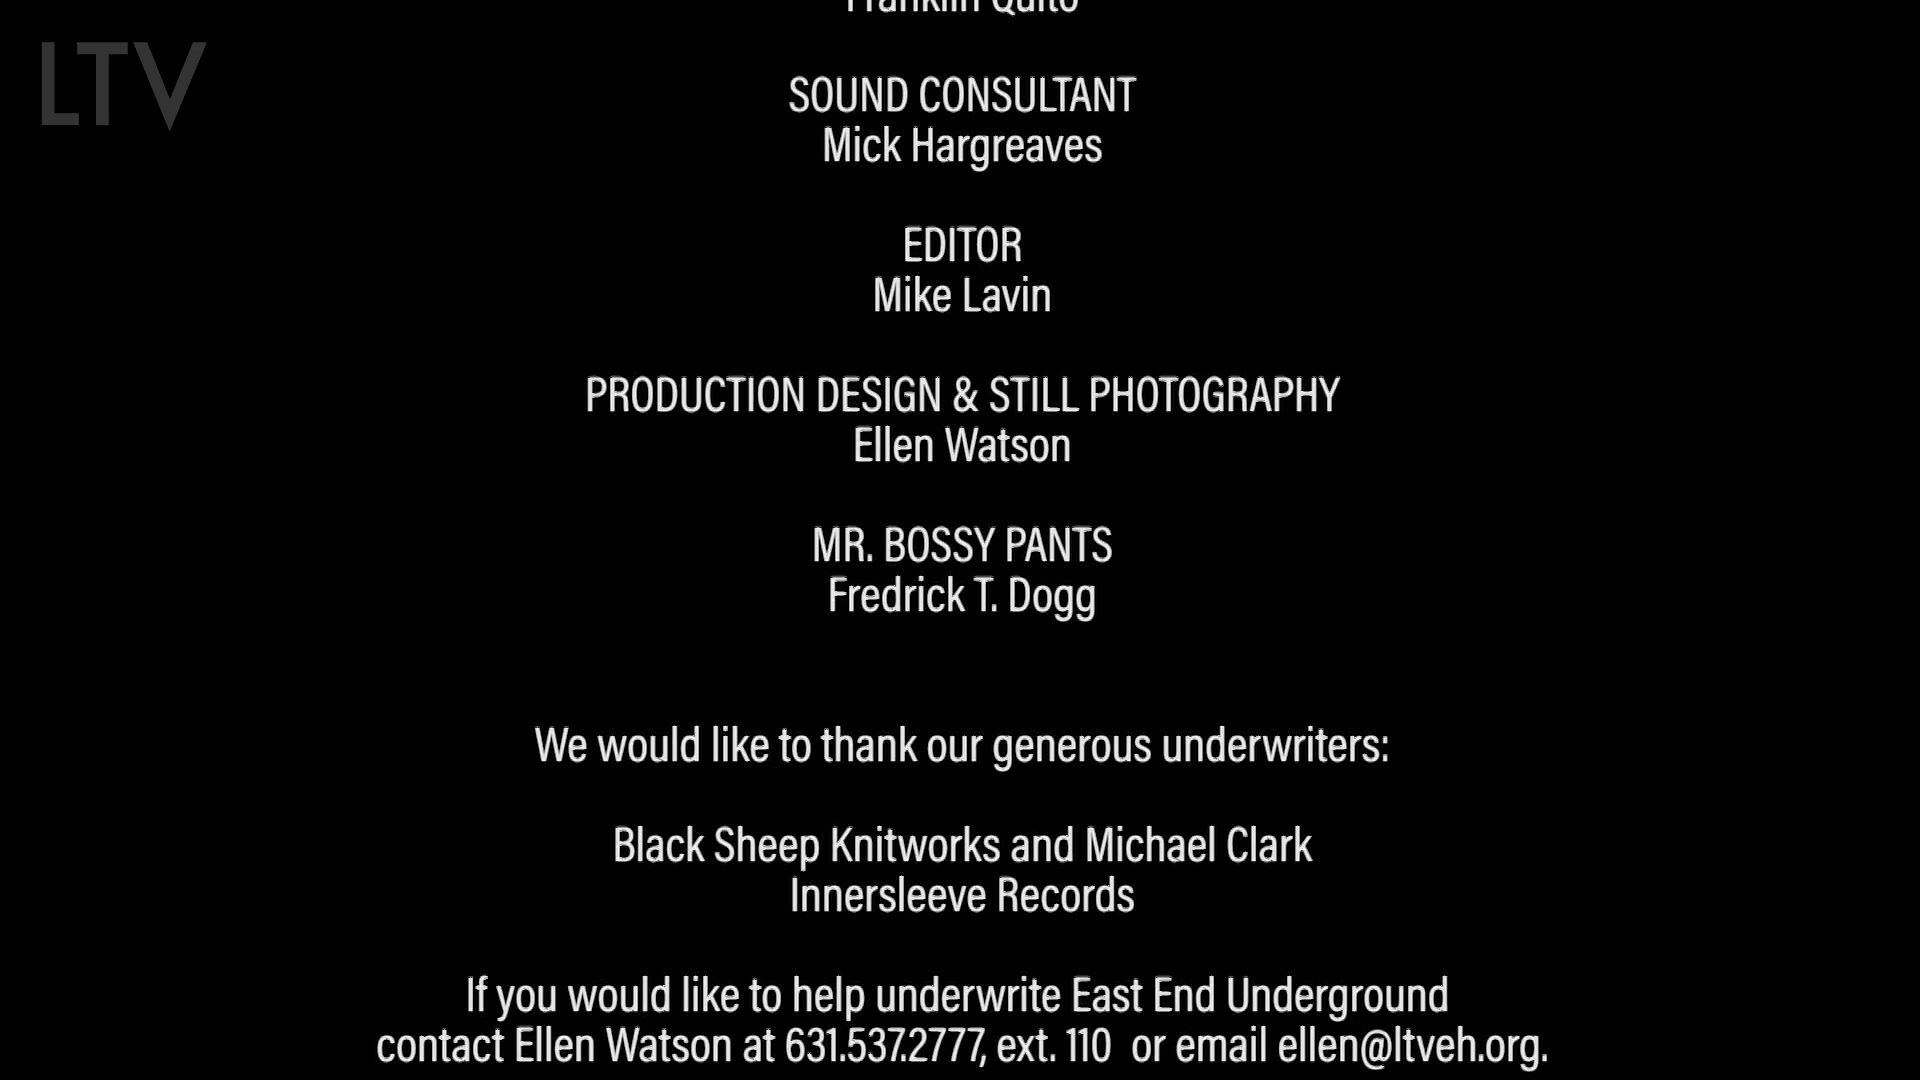 Franklin Quito
LTV
SOUND CONSULTANT
Mick Hargreaves
EDITOR
Mike Lavin
PRODUCTION DESIGN & STILL PHOTOGRAPHY
Ellen Watson
MR. BOSSY PANTS
Fredrick T. Dogg
We would like to thank our generous underwriters:
Black Sheep Knitworks and Michael Clark
Innersleeve Records
If you would like to help underwrite East End Underground
contact Ellen Watson at 631.537.2777, ext. 110 or email ellen@ltveh.org.